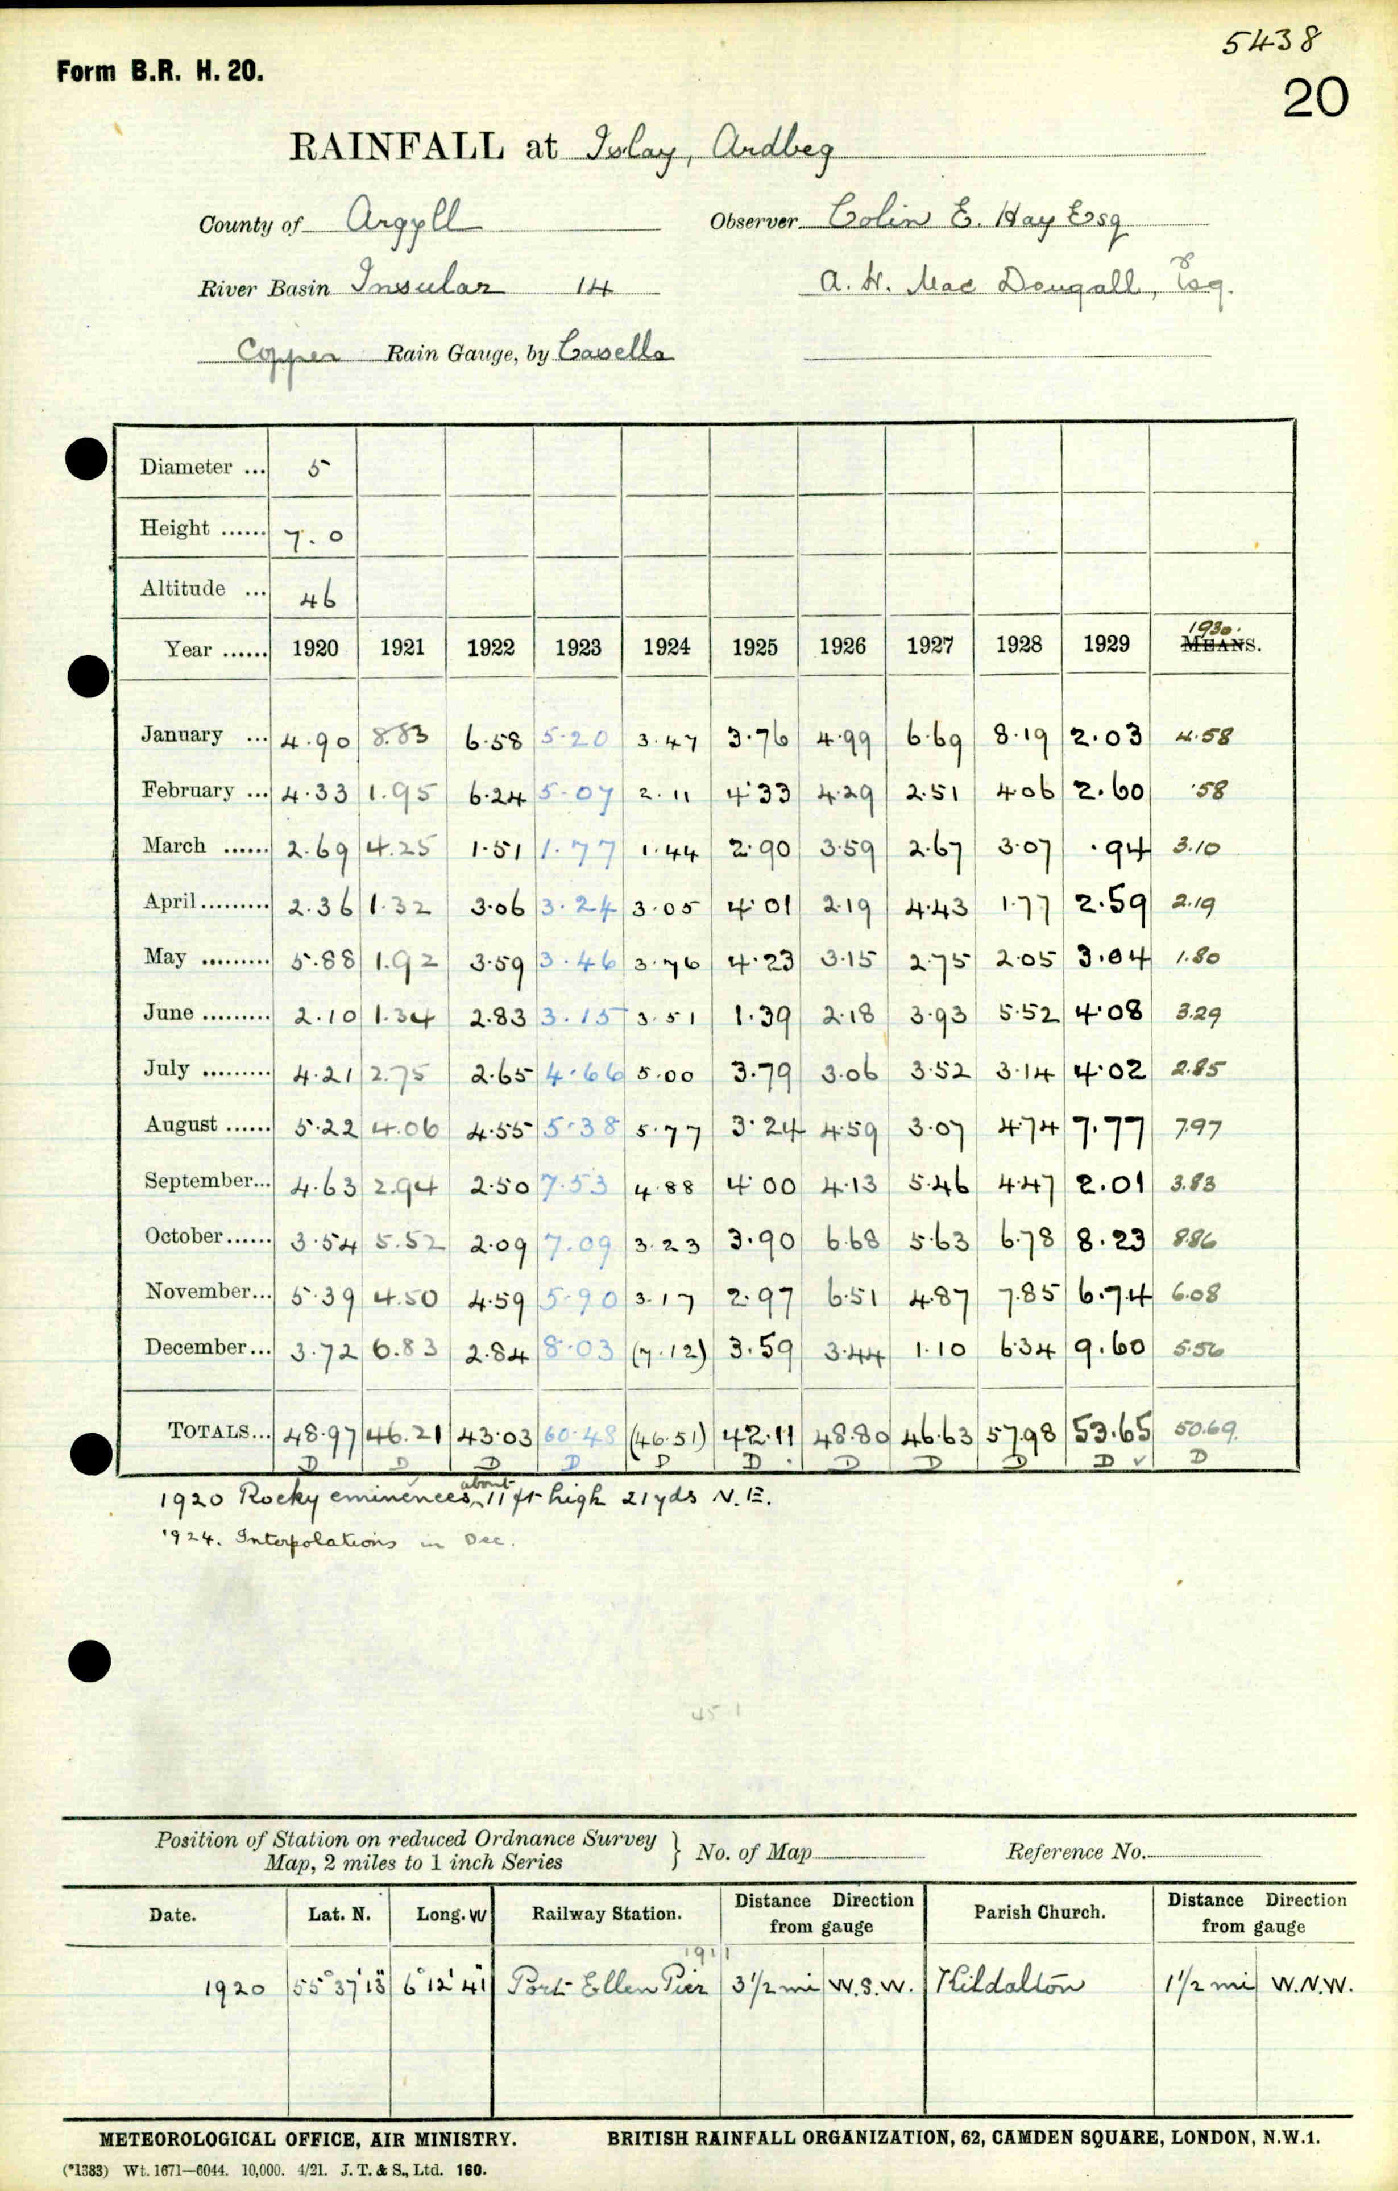 5438
Form B.R. H. 20.
20
RAINFALL at Islay, Ardbeg
County of Argyll Observer Colin E. Hay Esq
River Basin Insular 14 A. H. Mac Dougall, Esq.
Copper Rain Gauge, by Casella
Diameter ... 5
Height ...... 7.0
Altitude ... 46
1930.
Year ...... 1920 1921 1922 1923 1924 1925 1926 1927 1928 1929 MEANS.
January ... 4.90 8.83 6.58 5.20 3.47 3.76 4.99 6.69 8.19 2.03 4.58
February ... 4.33 1.95 6.24 5.07 2.11 4.33 4.29 2.51 4.06 2.60 .58
March ...... 2.69 4.25 1.51 1.77 1.44 2.90 3.59 2.67 3.07 .94 3.10
April ......... 2.36 1.32 3.06 3.24 3.05 4.01 2.19 4.43 1.77 2.59 2.19
May ......... 5.88 1.92 3.59 3.46 3.76 4.23 3.15 2.75 2.05 3.04 1.80
June ......... 2.10 1.34 2.83 3.15 3.51 1.39 2.18 3.93 5.52 4.08 3.29
July ......... 4.21 2.75 2.65 4.66 5.00 3.79 3.06 3.52 3.14 4.02 2.85
August ...... 5.22 4.06 4.55 5.38 5.77 3.24 4.59 3.07 4.74 7.77 7.97
September... 4.63 2.94 2.50 7.53 4.88 4.00 4.13 5.46 4.47 2.01 3.83
October...... 3.54 5.52 2.09 7.09 3.23 3.90 6.68 5.63 6.78 8.23 8.86
November... 5.39 4.50 4.59 5.90 3.17 2.97 6.51 4.87 7.85 6.74 6.08
December... 3.72 6.83 2.84 8.03 (7.12) 3.59 3.44 1.10 6.34 9.60 5.56
TOTALS... 48.97 46.21 43.03 60.48 (46.51) 42.11 48.80 46.63 57.98 53.65 50.69
D D D D D D D D D D ✓ D
1920 Rocky eminences about 11 ft high 21 yds N.E.
1924. Interpolations in Dec.
45 1
Position of Station on reduced Ordnance Survey
Map, 2 miles to 1 inch Series } No. of Map Reference No.
Date. Lat. N. Long. W Railway Station. Distance Direction from gauge Parish Church. Distance Direction from gauge
1911
1920 55° 37' 13" 6° 12' 41" Port Ellen Pier 3 1/2 mi W.S.W. Kildalton 1 1/2 mi W.N.W.
METEOROLOGICAL OFFICE, AIR MINISTRY. BRITISH RAINFALL ORGANIZATION, 62, CAMDEN SQUARE, LONDON, N.W.1.
(*1383) Wt. 1671—6044. 10,000. 4/21. J. T. & S., Ltd. 160.